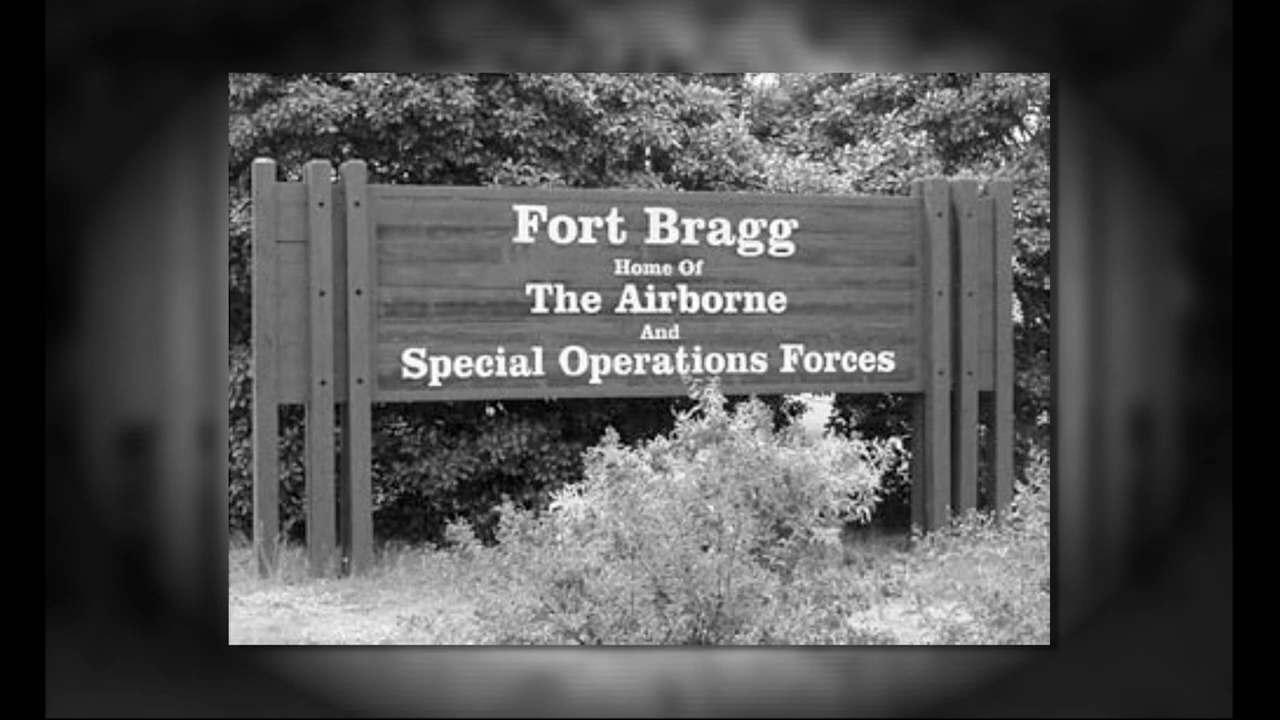 Fort Bragg
Home Of
The Airborne
And
Special Operations Forces